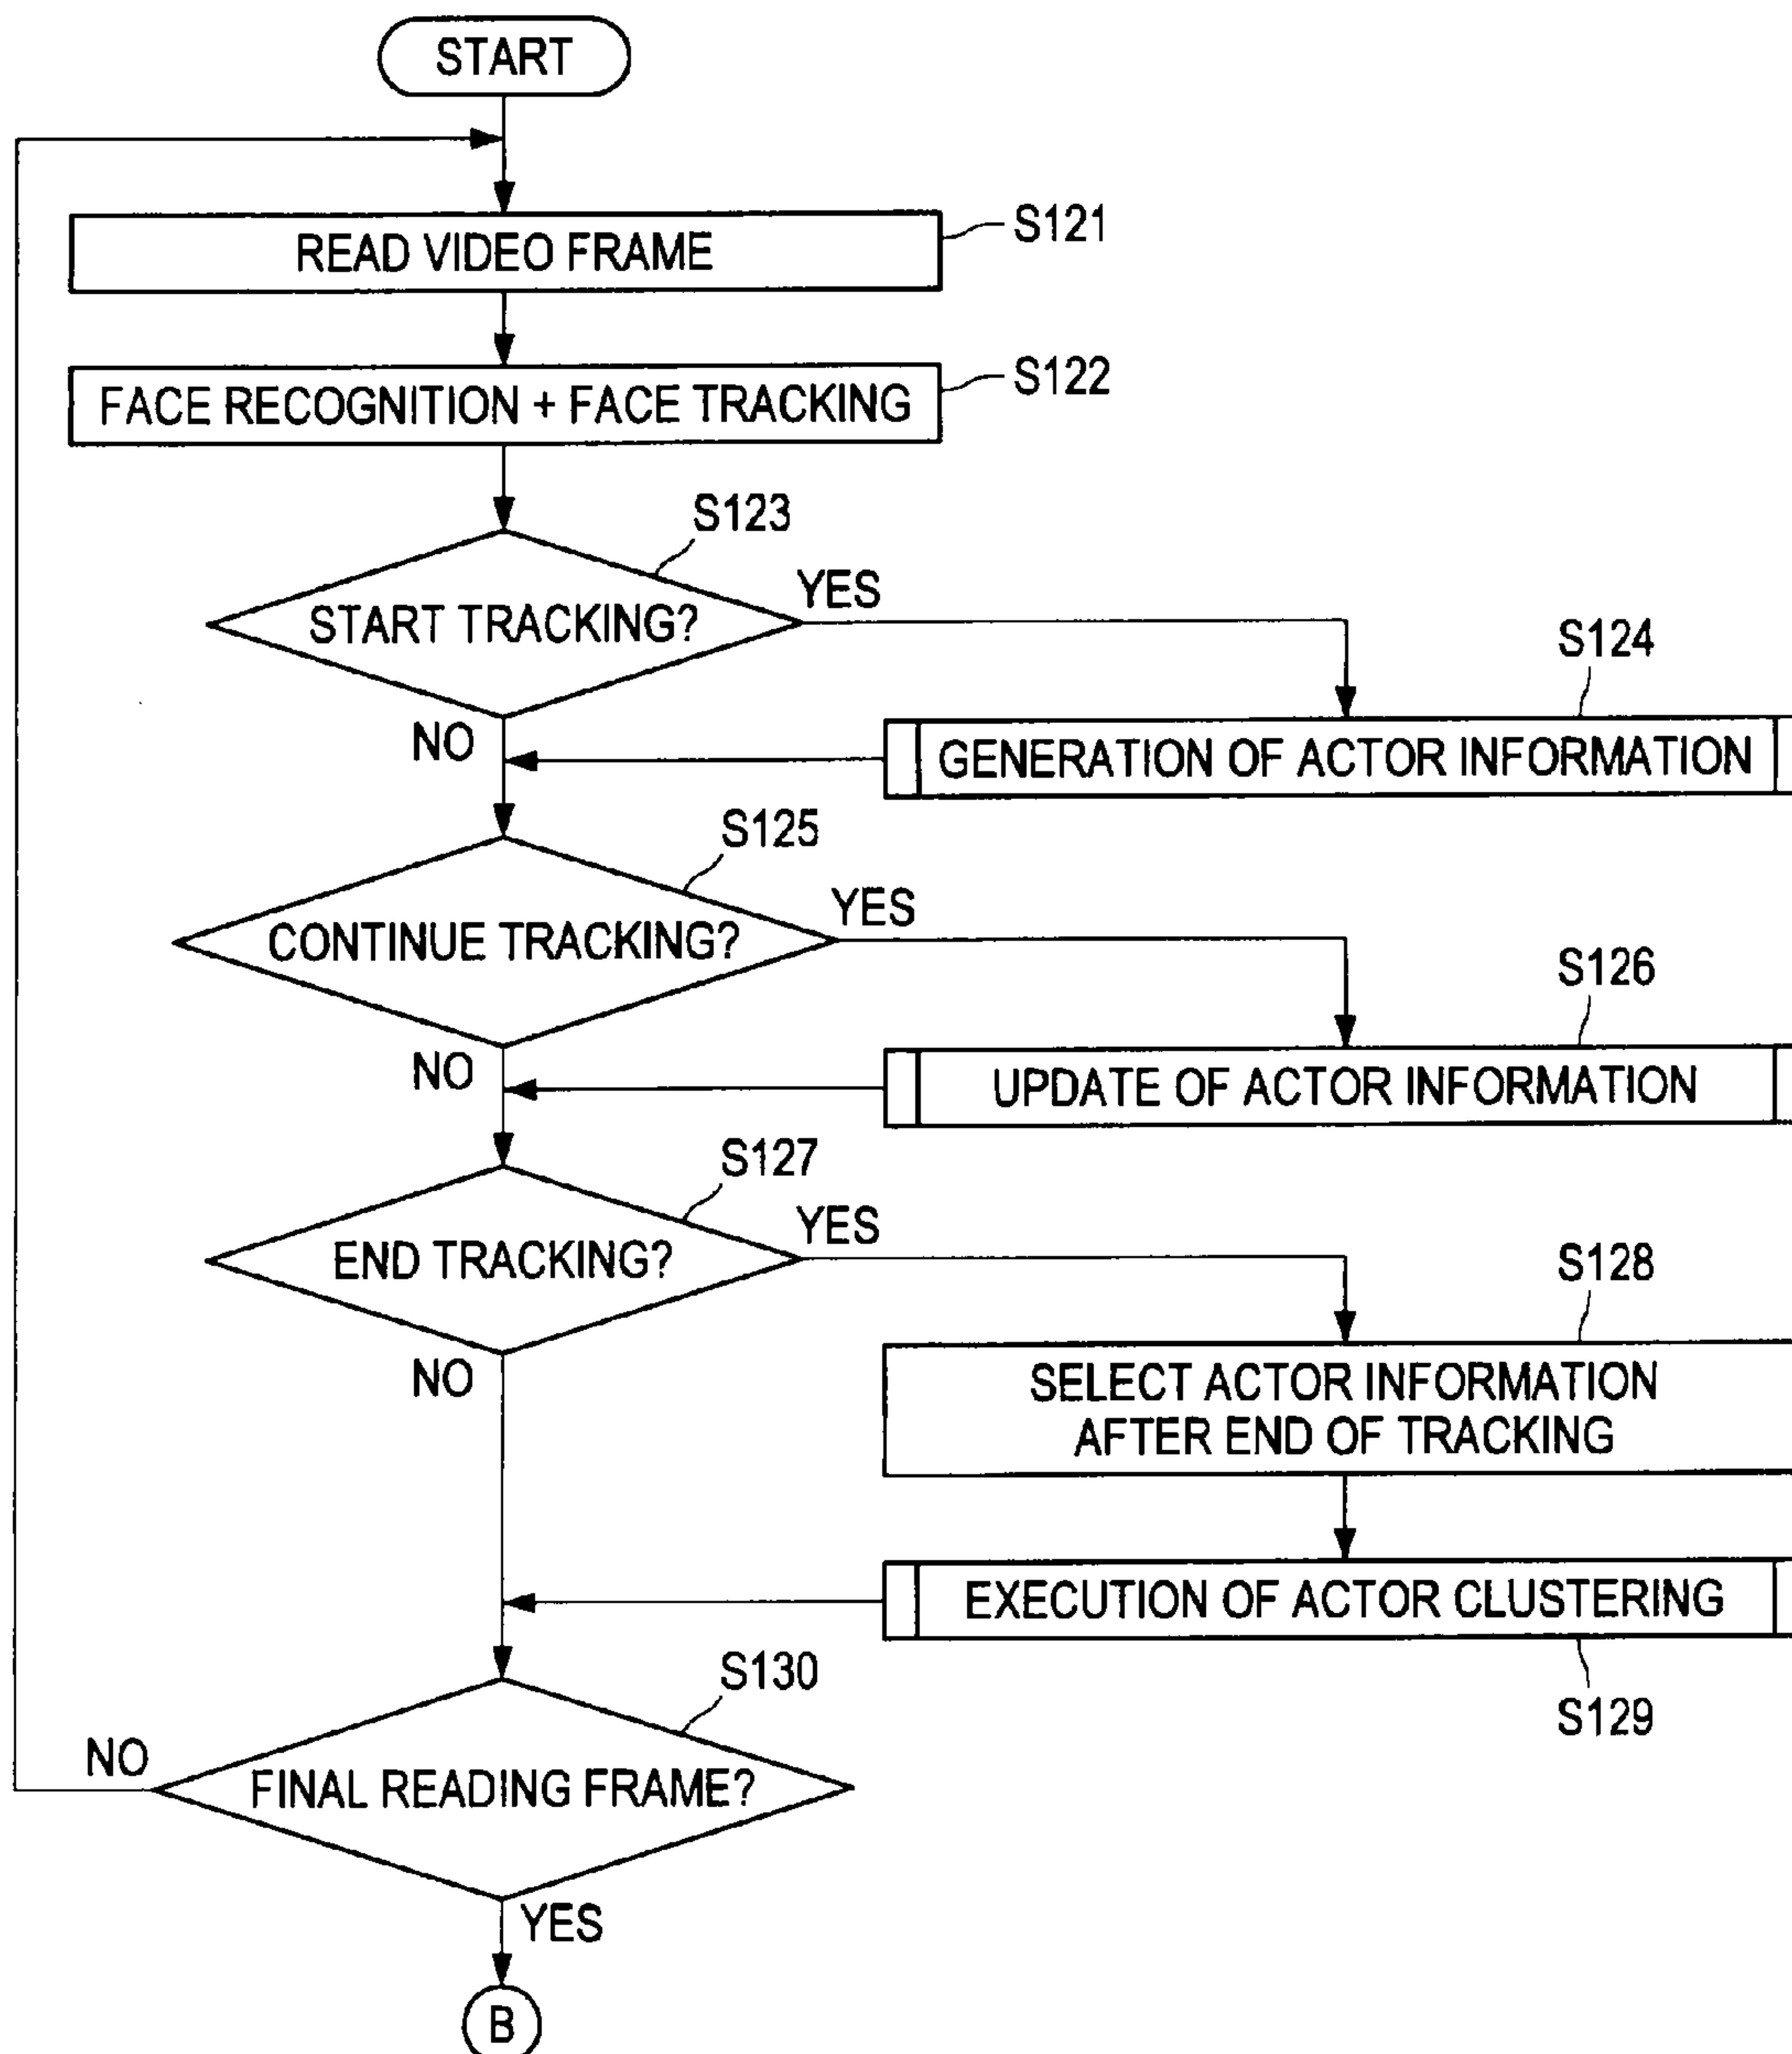 START
READ VIDEO FRAME
S121
FACE RECOGNITION + FACE TRACKING
S122
S123
START TRACKING?
YES
NO
S124
GENERATION OF ACTOR INFORMATION
S125
CONTINUE TRACKING?
YES
NO
S126
UPDATE OF ACTOR INFORMATION
S127
END TRACKING?
YES
NO
S128
SELECT ACTOR INFORMATION
AFTER END OF TRACKING
EXECUTION OF ACTOR CLUSTERING
S129
S130
FINAL READING FRAME?
NO
YES
B